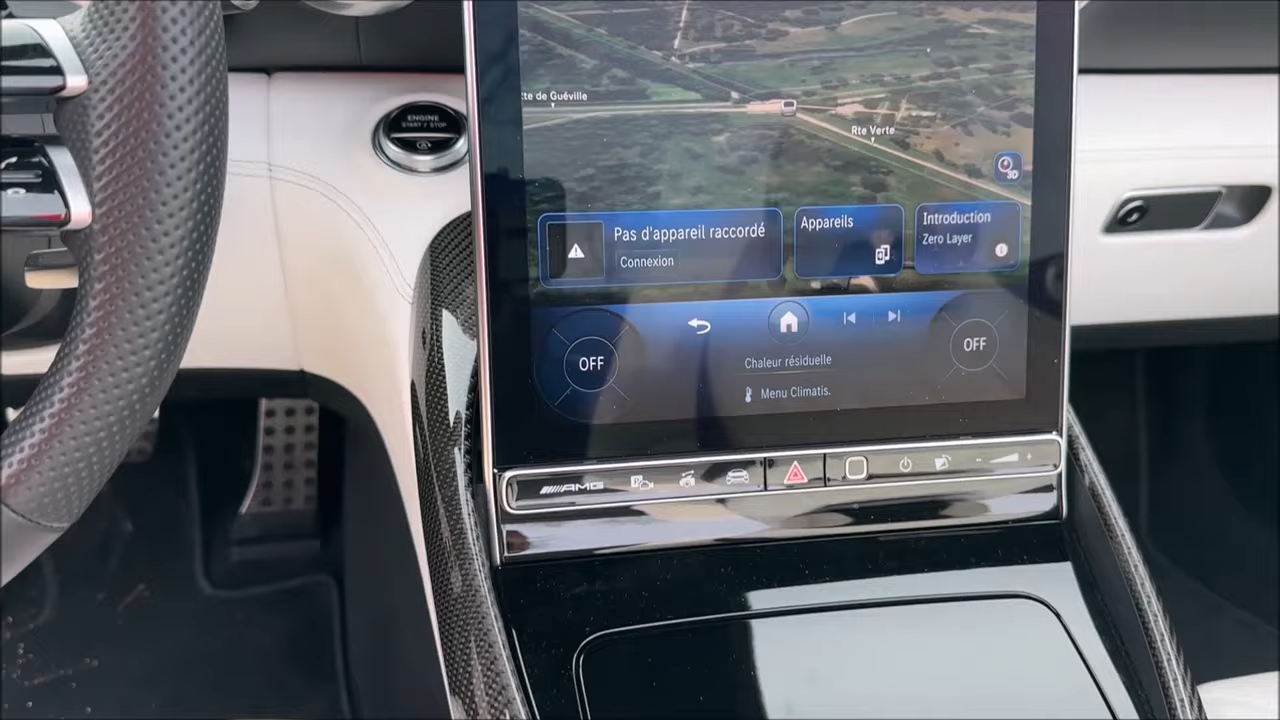 ENGINE
START / STOP
tte de Guéville
Rte Verte
3D
Pas d'appareil raccordé
Connexion
Appareils
Introduction
Zero Layer
OFF
OFF
Chaleur résiduelle
Menu Climatis.
AMG
- +